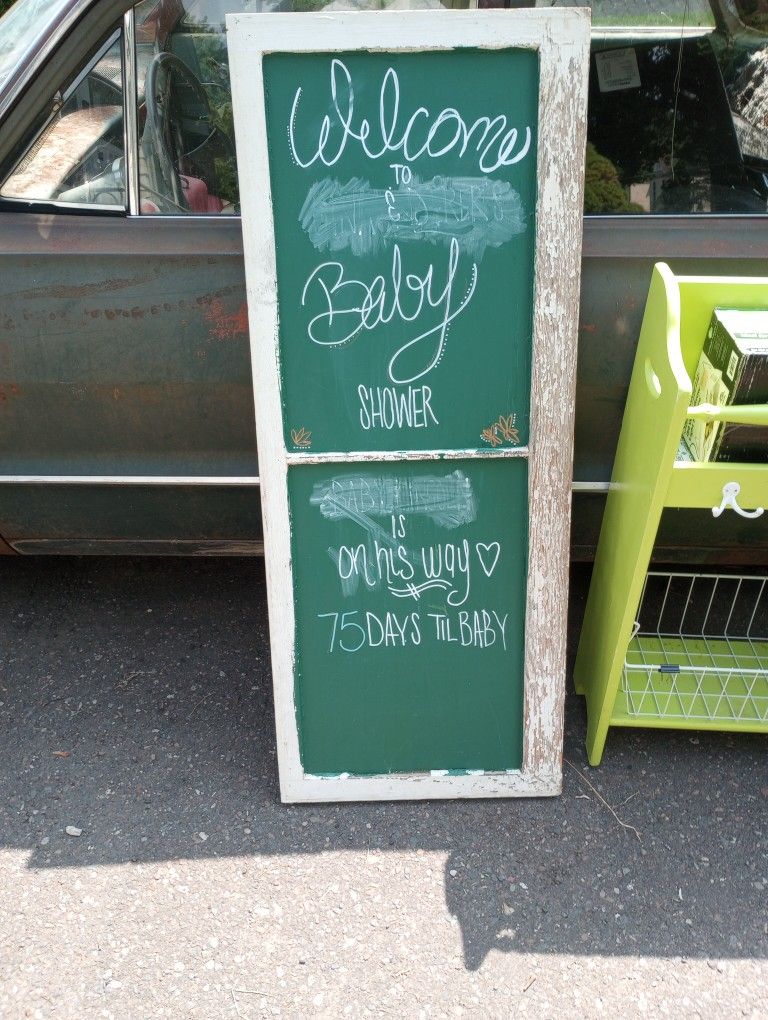 Welcome
TO
&
Baby
SHOWER
IS
on his way ♡
75 DAYS TIL BABY